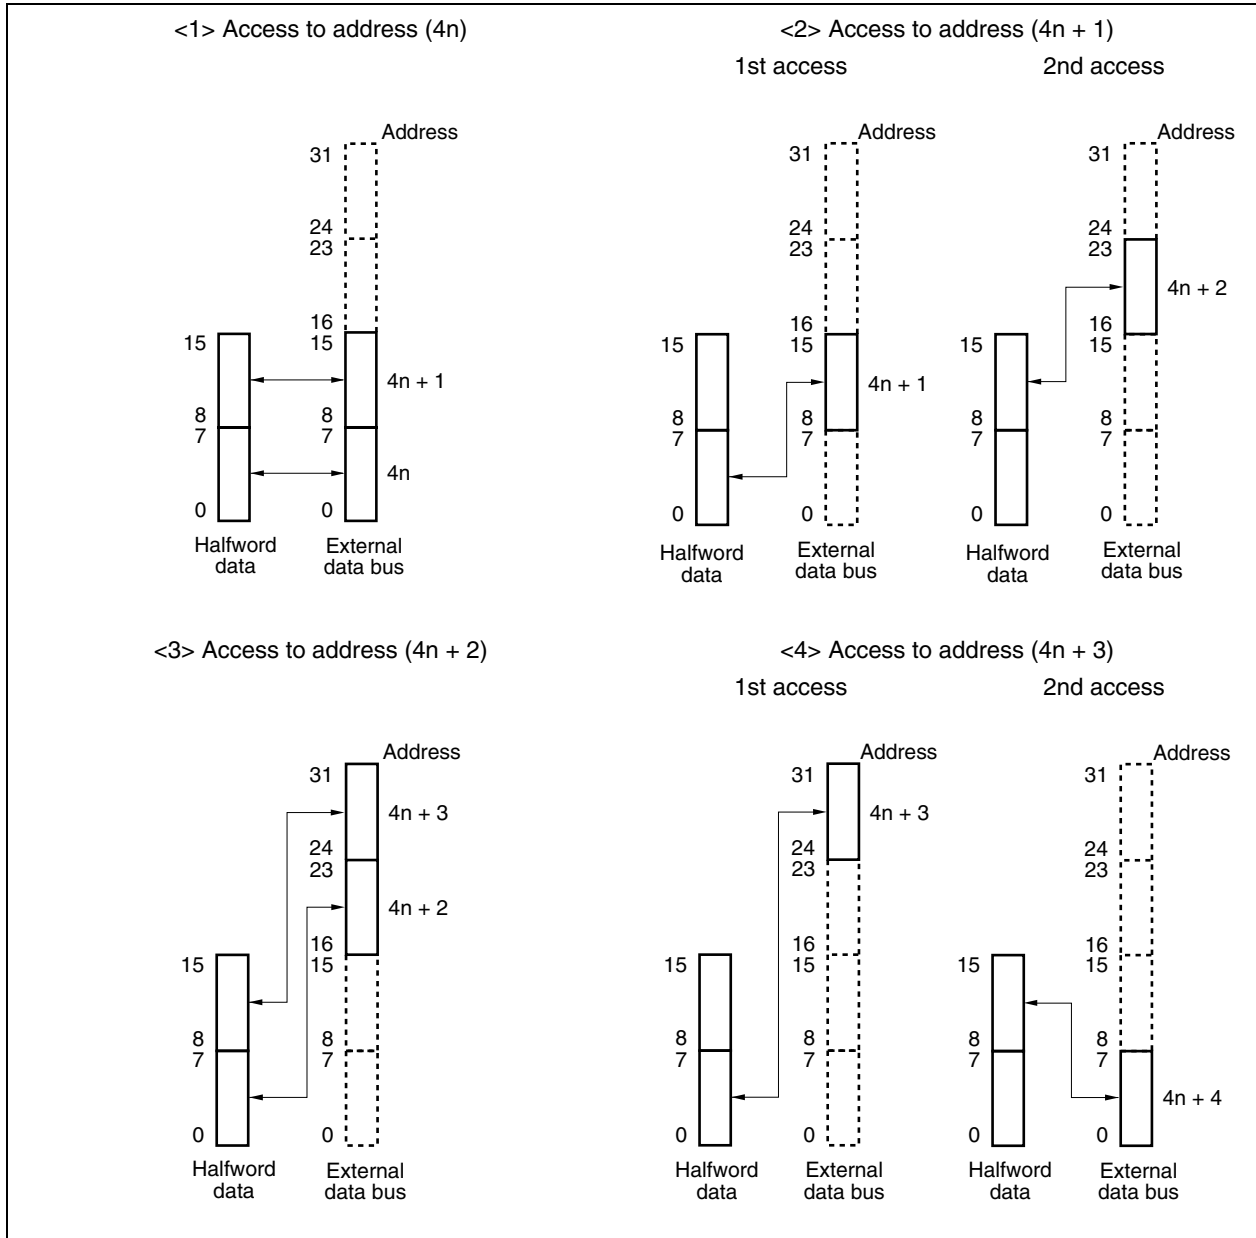 <1> Access to address (4n)
Address
31
24
23
16
15
15
4n + 1
8
8
7
7
4n
0
0
Halfword
data
External
data bus
<2> Access to address (4n + 1)
1st access
Address
31
24
23
16
15
15
4n + 1
8
8
7
7
0
0
Halfword
data
External
data bus
2nd access
Address
31
24
23
4n + 2
16
15
15
8
8
7
7
0
0
Halfword
data
External
data bus
<3> Access to address (4n + 2)
Address
31
4n + 3
24
23
4n + 2
16
15
15
8
8
7
7
0
0
Halfword
data
External
data bus
<4> Access to address (4n + 3)
1st access
Address
31
4n + 3
24
23
16
15
15
8
8
7
7
0
0
Halfword
data
External
data bus
2nd access
Address
31
24
23
16
15
15
8
8
7
7
4n + 4
0
0
Halfword
data
External
data bus